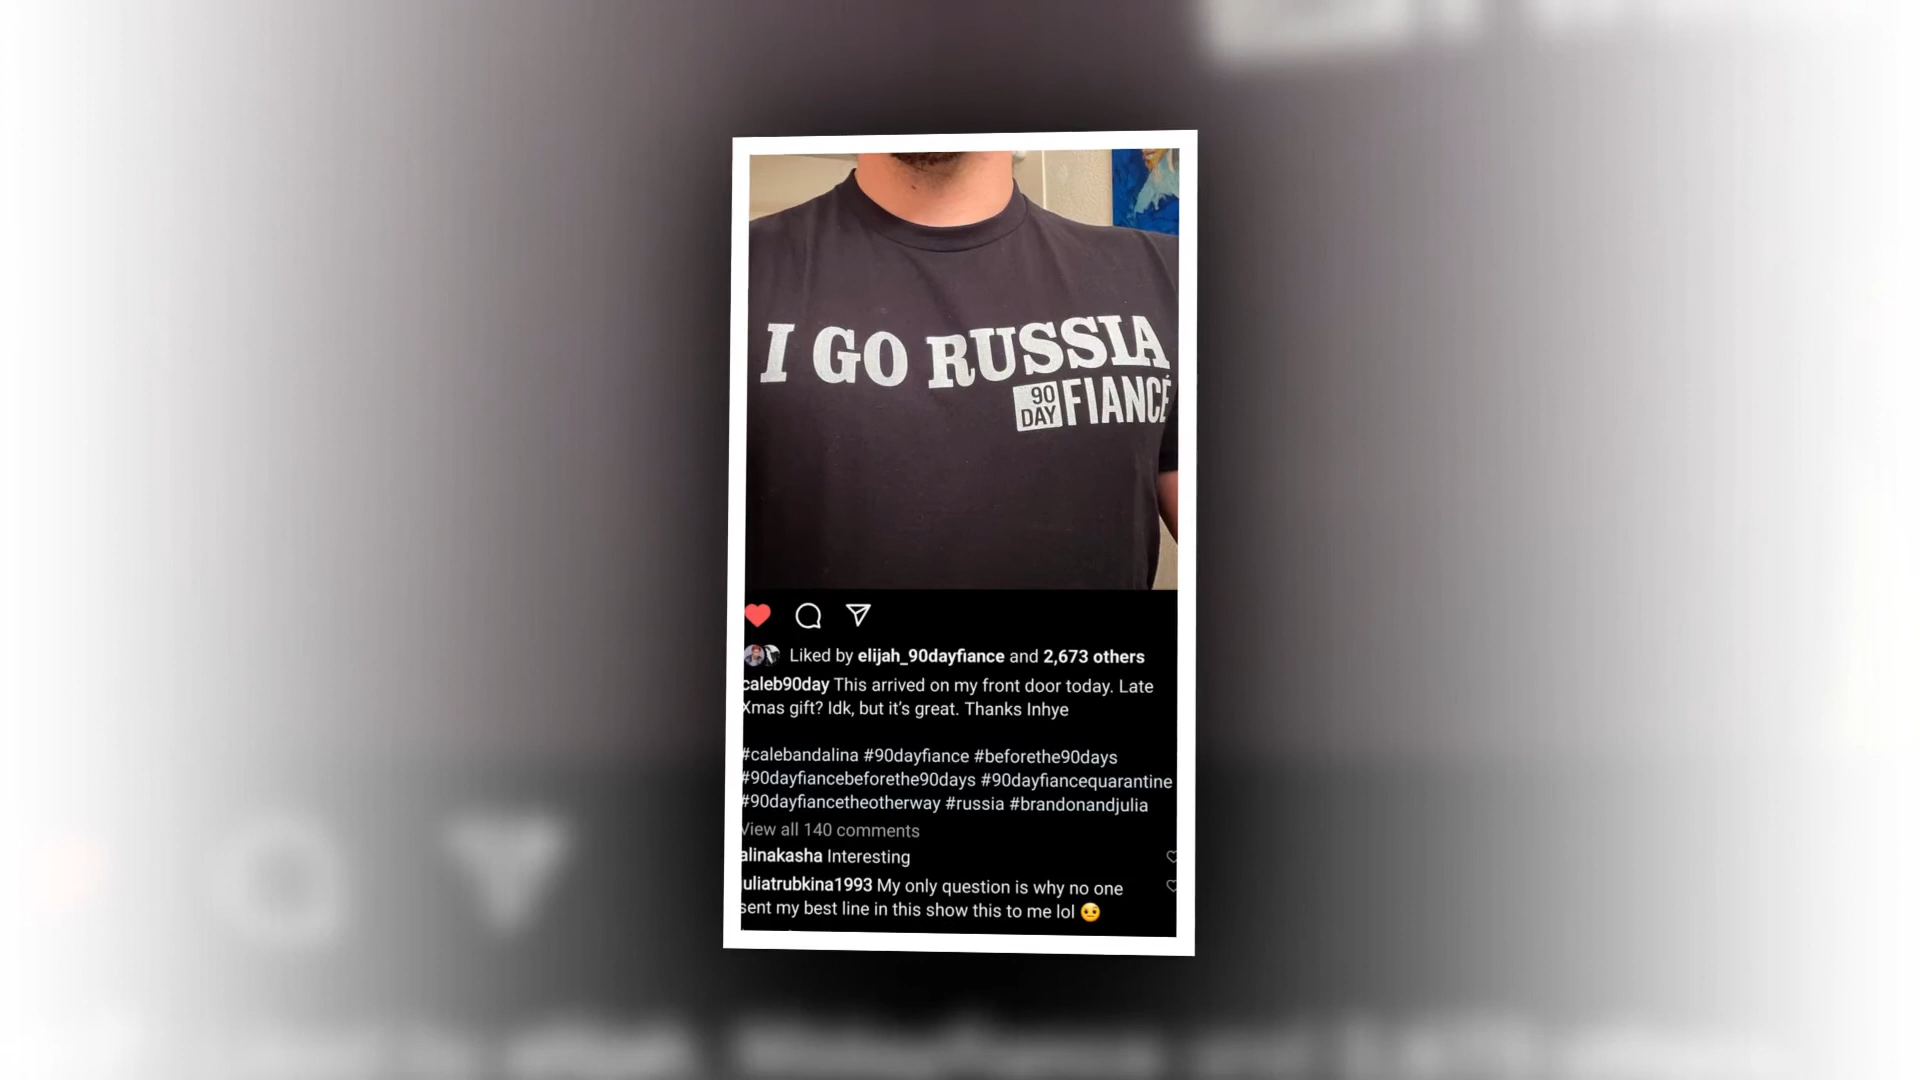 I GO RUSSIA
90 DAY FIANCÉ
Liked by elijah_90dayfiance and 2,673 others
caleb90day This arrived on my front door today. Late
Xmas gift? Idk, but it's great. Thanks Inhye
#calebandalina #90dayfiance #beforethe90days
#90dayfiancebeforethe90days #90dayfiancequarantine
#90dayfiancetheotherway #russia #brandonandjulia
View all 140 comments
alinakasha Interesting
uliatrubkina1993 My only question is why no one
sent my best line in this show this to me lol 🤨